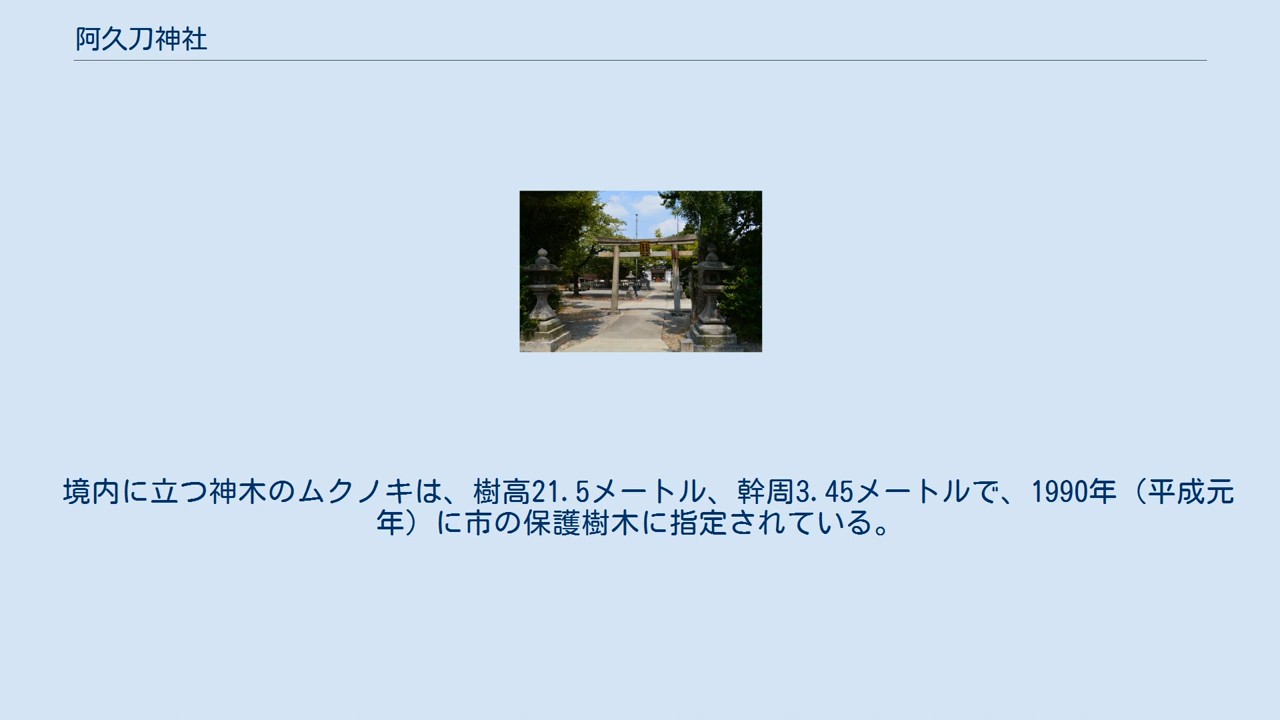 阿久刀神社
境内に立つ神木のムクノキは、樹高21.5メートル、幹周3.45メートルで、1990年（平成元
年）に市の保護樹木に指定されている。